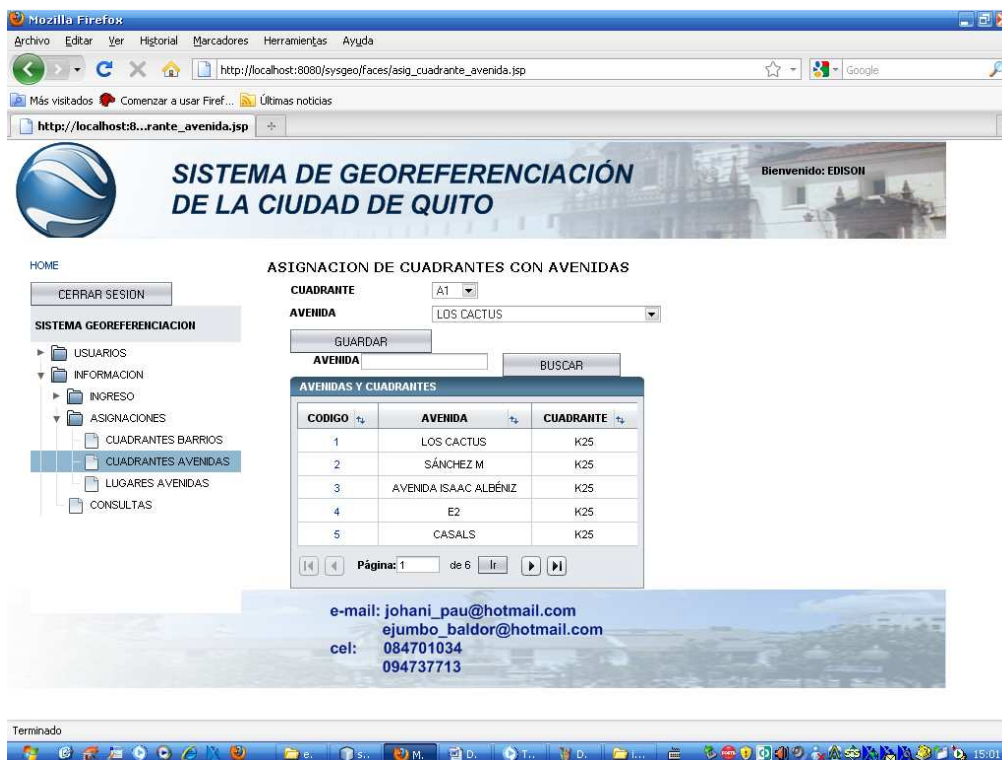 Mozilla Firefox
Archivo Editar Ver Historial Marcadores Herramientas Ayuda
http://localhost:8080/sysgeo/faces/asig_cuadrante_avenida.jsp
Google
Más visitados Comenzar a usar Firef... Últimas noticias
http://localhost:8...rante_avenida.jsp
SISTEMA DE GEOREFERENCIACIÓN
DE LA CIUDAD DE QUITO
Bienvenido: EDISON
HOME
CERRAR SESION
SISTEMA GEOREFERENCIACION
USUARIOS
INFORMACION
INGRESO
ASIGNACIONES
CUADRANTES BARRIOS
CUADRANTES AVENIDAS
LUGARES AVENIDAS
CONSULTAS
ASIGNACION DE CUADRANTES CON AVENIDAS
CUADRANTE A1
AVENIDA LOS CACTUS
GUARDAR
AVENIDA BUSCAR
AVENIDAS Y CUADRANTES
CODIGO AVENIDA CUADRANTE
1 LOS CACTUS K25
2 SÁNCHEZ M K25
3 AVENIDA ISAAC ALBÉNIZ K25
4 E2 K25
5 CASALS K25
Página: 1 de 6 Ir
e-mail: johani_pau@hotmail.com
ejumbo_baldor@hotmail.com
cel: 084701034
094737713
Terminado
e. s.. M. D. T.. D. i... 15:01